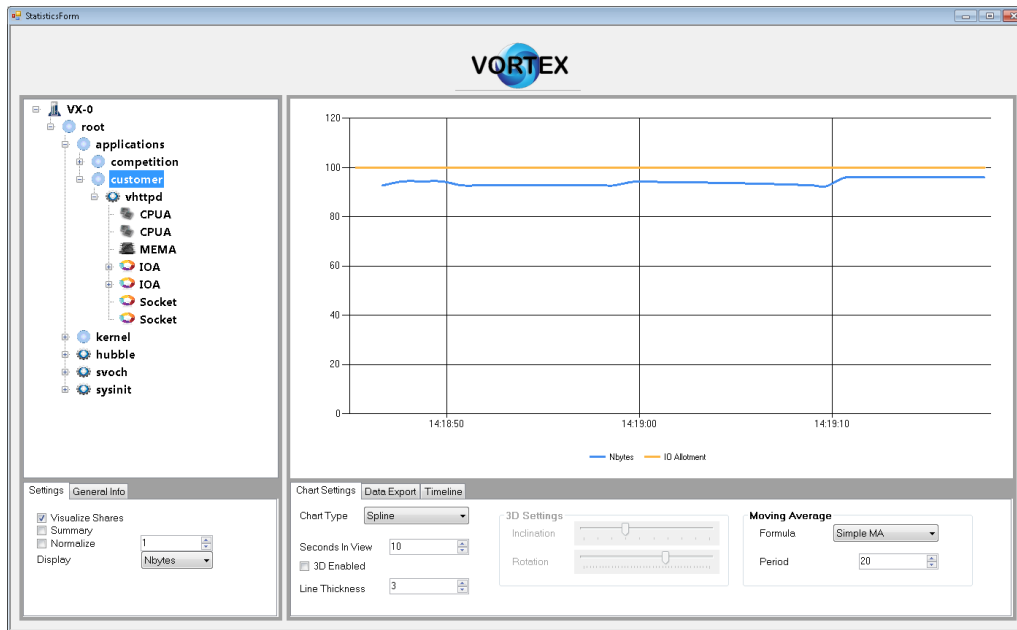 StatisticsForm
VORTEX
VX-0
root
applications
competition
customer
vhttpd
CPUA
CPUA
MEMA
IOA
IOA
Socket
Socket
kernel
hubble
svoch
sysinit
120
100
80
60
40
20
0
14:18:50 14:19:00 14:19:10
Nbytes IO Allotment
Settings General Info
Visualize Shares
Summary
Normalize 1
Display Nbytes
Chart Settings Data Export Timeline
Chart Type Spline
Seconds In View 10
3D Enabled
Line Thickness 3
3D Settings
Inclination
Rotation
Moving Average
Formula Simple MA
Period 20